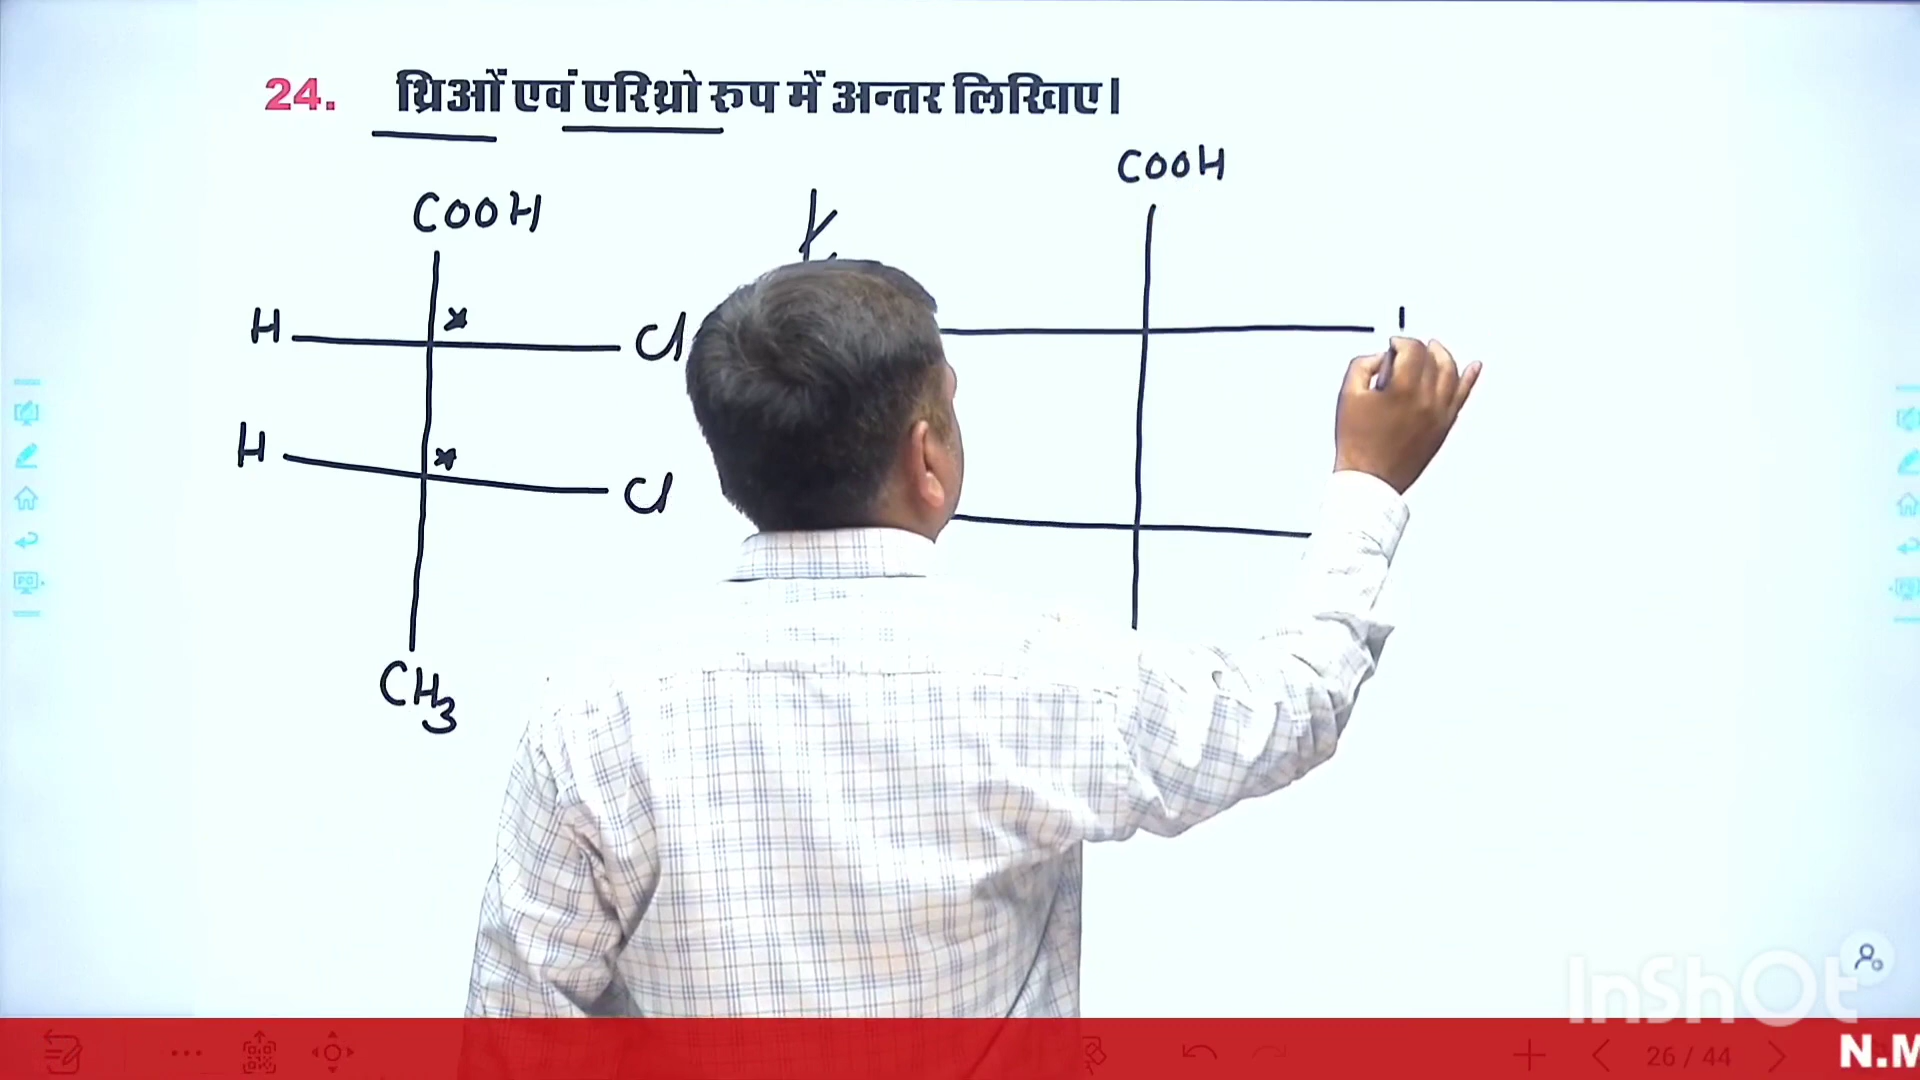 24. थ्रिओं एवं एरिथ्रो रुप में अन्तर लिखिए।
COOH
COOH
H Cl
H Cl
CH3
InShOt
26 / 44
N.M